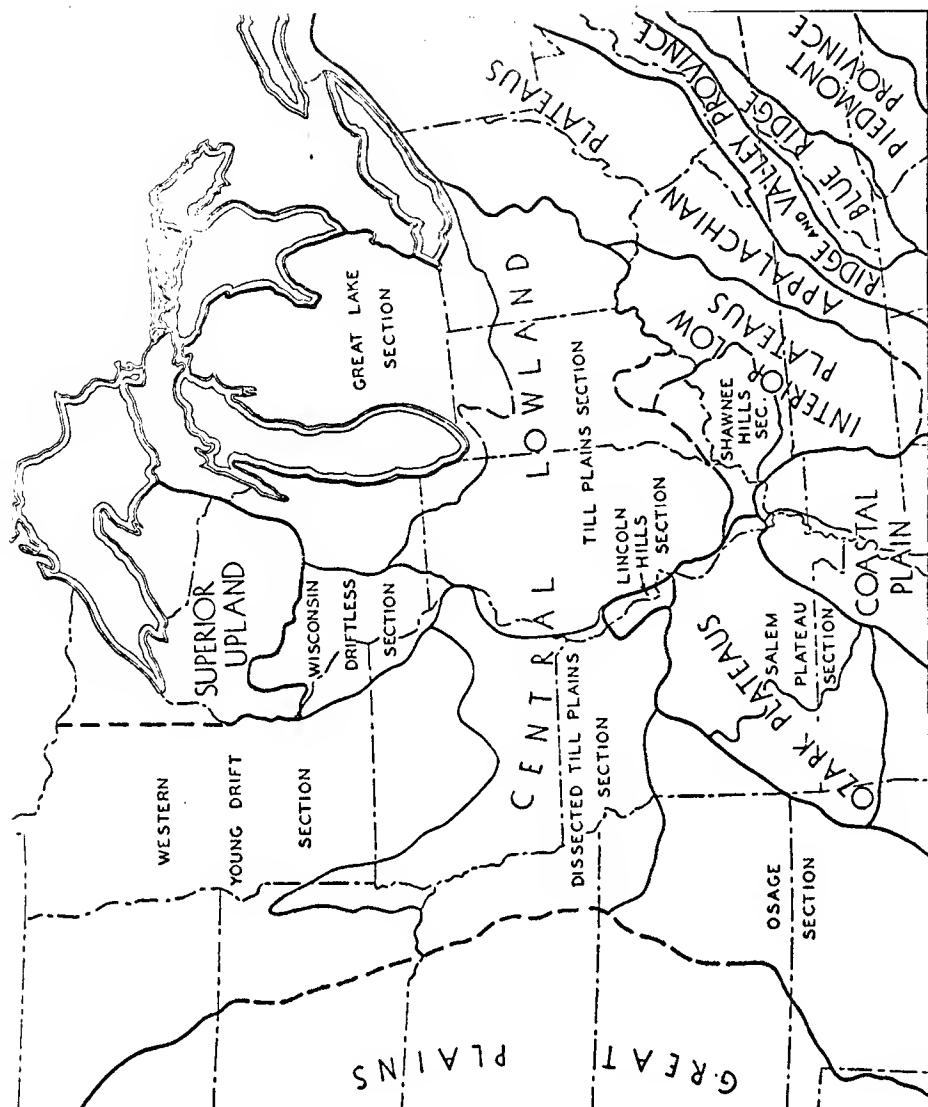 SUPERIOR
UPLAND
WESTERN
YOUNG DRIFT
SECTION
WISCONSIN
DRIFTLESS
SECTION
GREAT LAKE
SECTION
CENTRAL LOWLAND
TILL PLAINS SECTION
DISSECTED TILL PLAINS
SECTION
LINCOLN
HILLS
SECTION
SHAWNEE
HILLS
SEC.
INTERIOR LOW
PLATEAUS
APPALACHIAN PLATEAUS
RIDGE AND VALLEY PROVINCE
BLUE RIDGE PROVINCE
PIEDMONT
PROVINCE
OZARK PLATEAUS
SALEM
PLATEAU
SECTION
COASTAL
PLAIN
OSAGE
SECTION
GREAT PLAINS